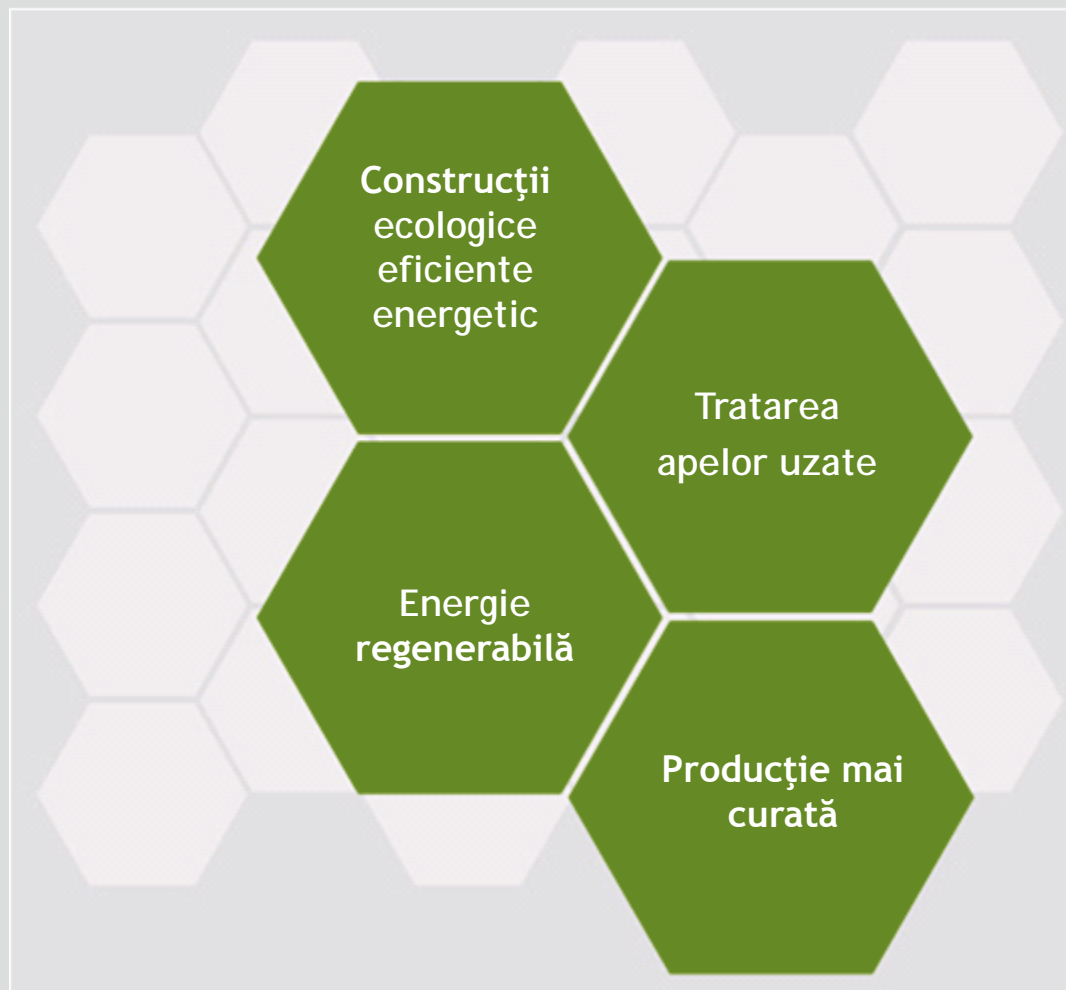 Construcţii
ecologice
eficiente
energetic
Tratarea
apelor uzate
Energie
regenerabilă
Producţie mai
curată